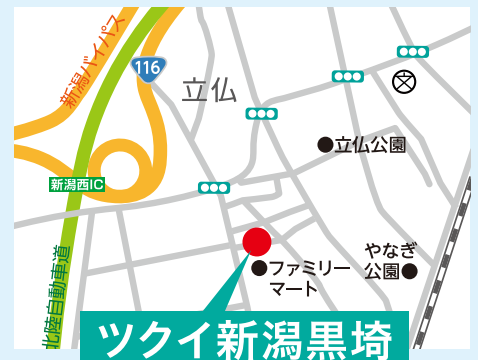 新潟バイパス
116
立仏
立仏公園
新潟西IC
北陸自動車道
やなぎ
公園
ファミリー
マート
ツクイ新潟黒埼